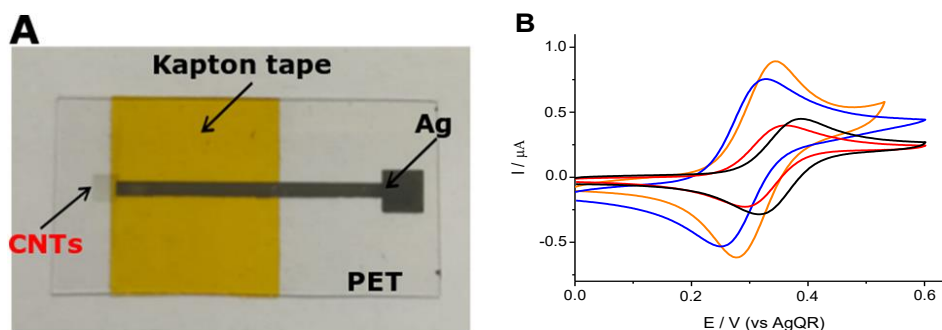 A
Kapton tape
Ag
CNTs
PET
B
1.0
0.5
0.0
-0.5
I / μA
0.0
0.2
0.4
0.6
E / V (vs AgQR)